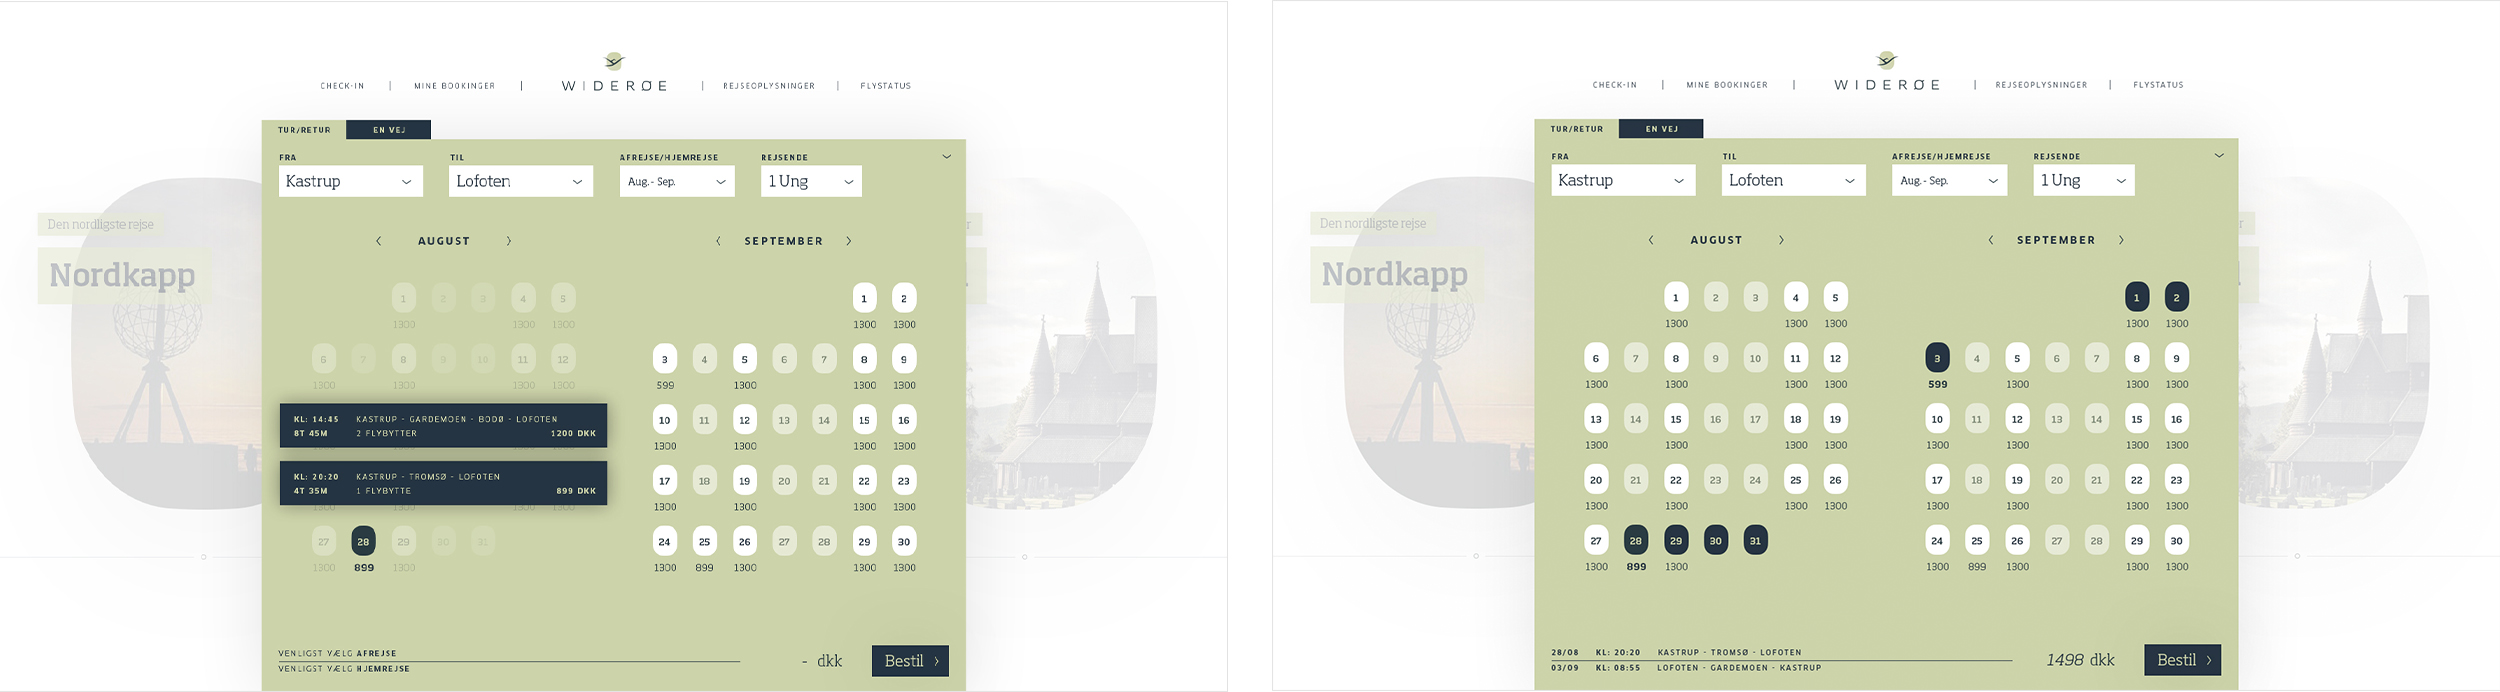 CHECK-IN | MINE BOOKINGER | WIDERØE | REJSEOPLYSNINGER | FLYSTATUS
TUR/RETUR EN VEJ
FRA TIL AFREJSE/HJEMREJSE REJSENDE
Kastrup Lofoten Aug. - Sep. 1 Ung
Den nordligste rejse
Nordkapp
AUGUST SEPTEMBER
1 2 3 4 5 1 2
1300 1300 1300 1300 1300
6 7 8 9 10 11 12 3 4 5 6 7 8 9
1300 1300 1300 1300 599 1300 1300 1300
KL: 14:45 KASTRUP - GARDEMOEN - BODØ - LOFOTEN
8T 45M 2 FLYBYTTER 1200 DKK
10 11 12 13 14 15 16
1300 1300 1300 1300
KL: 20:20 KASTRUP - TROMSØ - LOFOTEN
4T 35M 1 FLYBYTTE 899 DKK
17 18 19 20 21 22 23
1300 1300 1300 1300 1300 1300 1300 1300
27 28 29 30 31 24 25 26 27 28 29 30
1300 899 1300 1300 899 1300 1300 1300
VENLIGST VÆLG AFREJSE
VENLIGST VÆLG HJEMREJSE
- dkk Bestil
CHECK-IN | MINE BOOKINGER | WIDERØE | REJSEOPLYSNINGER | FLYSTATUS
TUR/RETUR EN VEJ
FRA TIL AFREJSE/HJEMREJSE REJSENDE
Kastrup Lofoten Aug. - Sep. 1 Ung
Den nordligste rejse
Nordkapp
AUGUST SEPTEMBER
1 2 3 4 5 1 2
1300 1300 1300 1300 1300
6 7 8 9 10 11 12 3 4 5 6 7 8 9
1300 1300 1300 1300 599 1300 1300 1300
13 14 15 16 17 18 19 10 11 12 13 14 15 16
1300 1300 1300 1300 1300 1300 1300 1300
20 21 22 23 24 25 26 17 18 19 20 21 22 23
1300 1300 1300 1300 1300 1300 1300 1300
27 28 29 30 31 24 25 26 27 28 29 30
1300 899 1300 1300 899 1300 1300 1300
28/08 KL: 20:20 KASTRUP - TROMSØ - LOFOTEN
03/09 KL: 08:55 LOFOTEN - GARDEMOEN - KASTRUP
1498 dkk Bestil